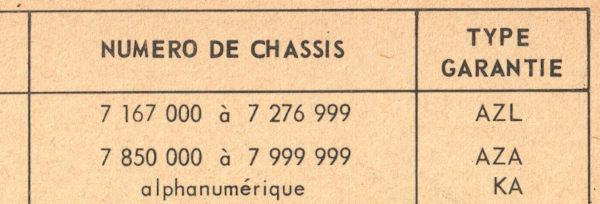 NUMERO DE CHASSIS TYPE GARANTIE
7 167 000 à 7 276 999 AZL
7 850 000 à 7 999 999 AZA
alphanumérique KA